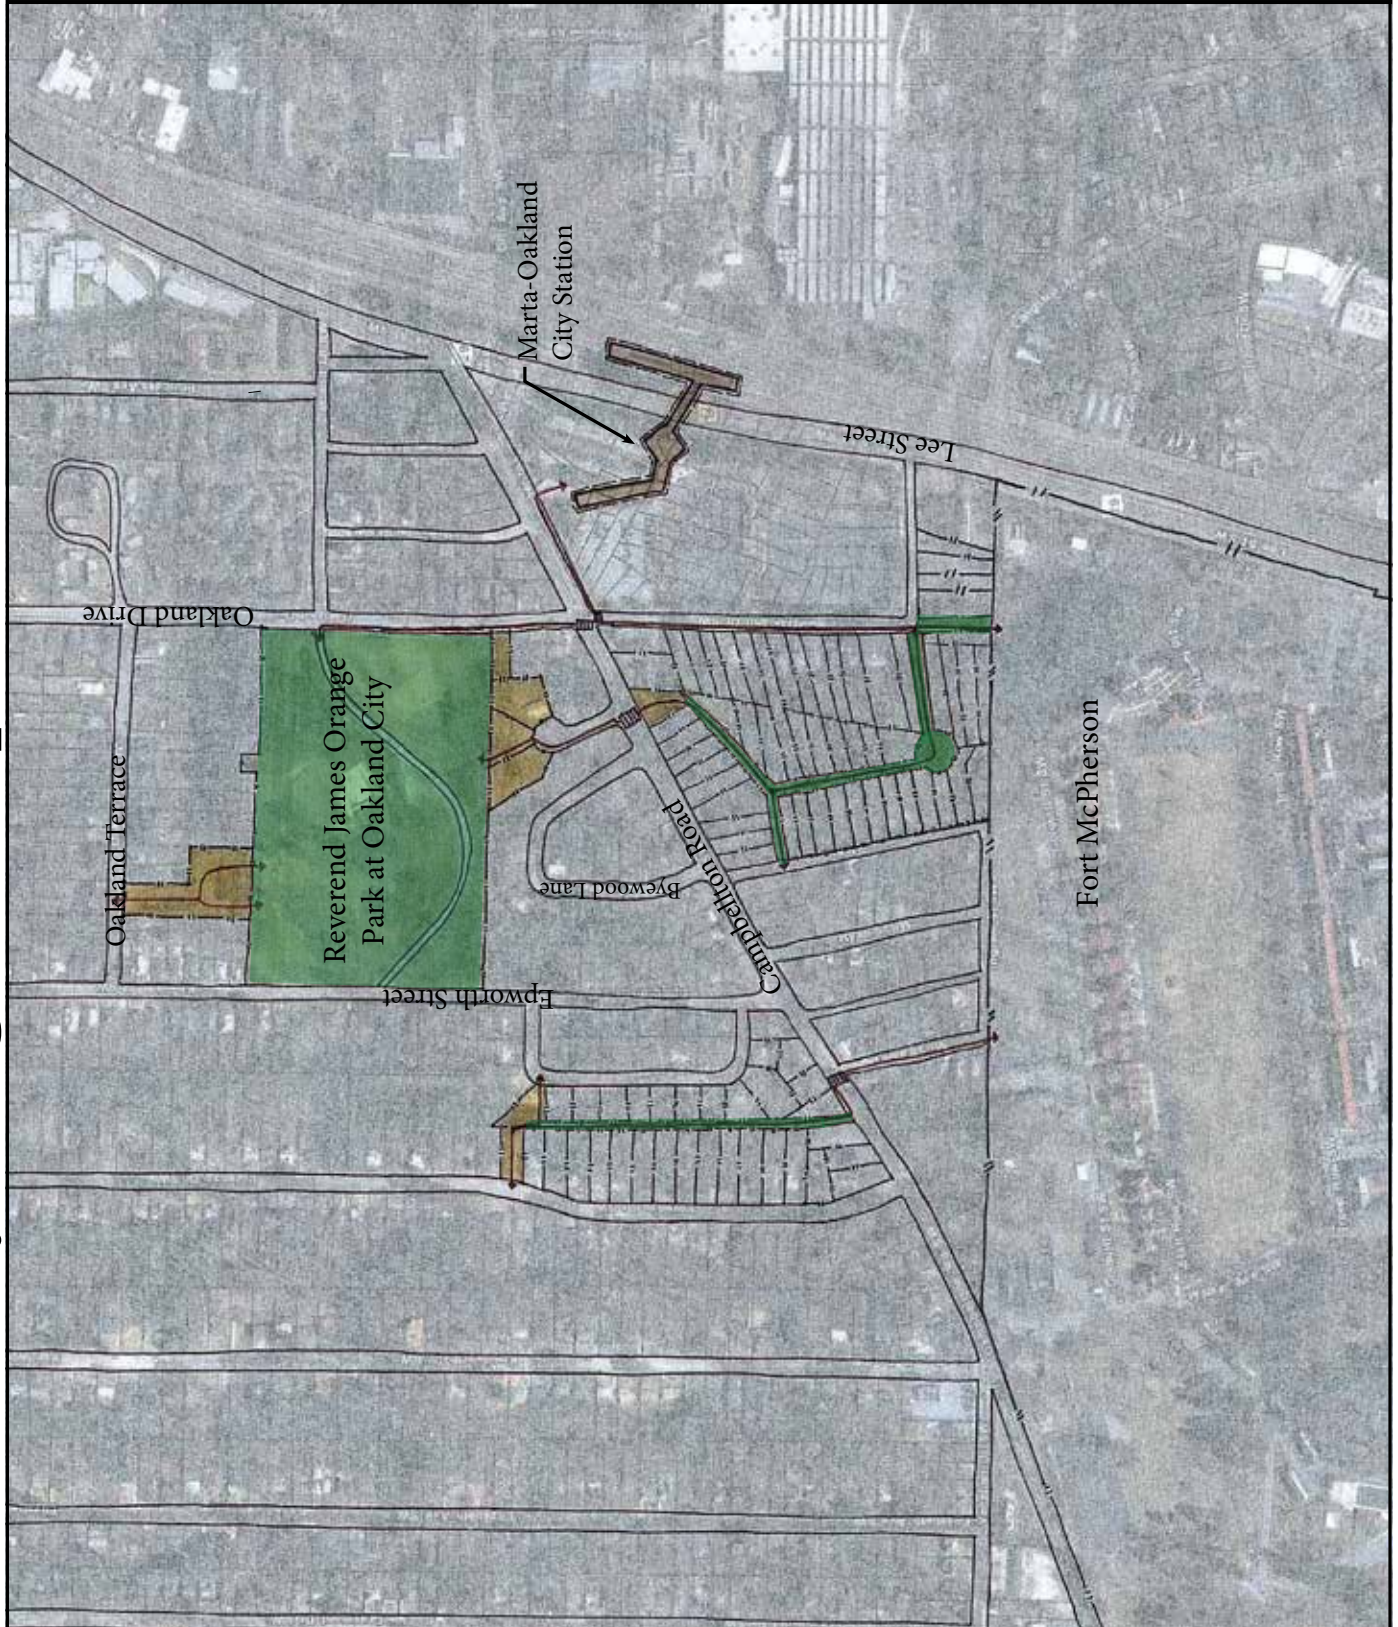 Marta-Oakland
City Station
Lee Street
Oakland Drive
Reverend James Orange
Park at Oakland City
Oakland Terrace
Fort McPherson
Campbellton Road
Byewood Lane
Epworth Street